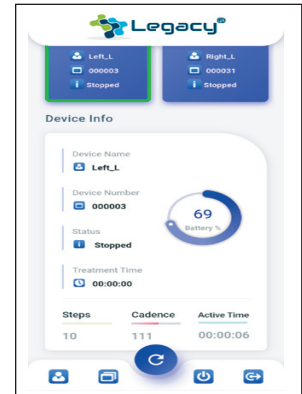 Legacy®
Left_L Right_L
000003 000031
Stopped Stopped
Device Info
Device Name
Left_L
Device Number
000003
69
Battery %
Status
Stopped
Treatment Time
00:00:00
Steps Cadence Active Time
10 111 00:00:06